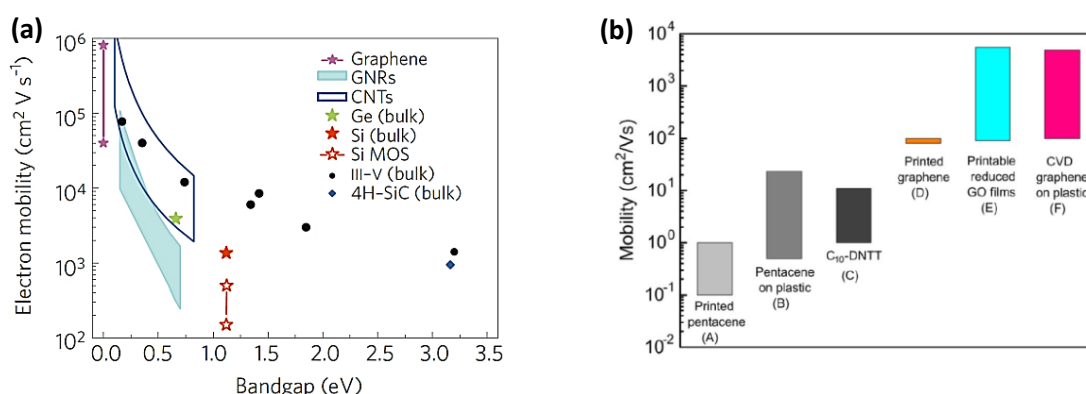 (a)
Electron mobility (cm² V s⁻¹)
10⁶
10⁵
10⁴
10³
10²
0.0 0.5 1.0 1.5 2.0 2.5 3.0 3.5
Bandgap (eV)
Graphene
GNRs
CNTs
Ge (bulk)
Si (bulk)
Si MOS
III–V (bulk)
4H–SiC (bulk)
(b)
Mobility (cm²/Vs)
10⁴
10³
10²
10¹
10⁰
10⁻¹
10⁻²
Printed
pentacene
(A)
Pentacene
on plastic
(B)
C₁₀-DNTT
(C)
Printed
graphene
(D)
Printable
reduced
GO films
(E)
CVD
graphene
on plastic
(F)